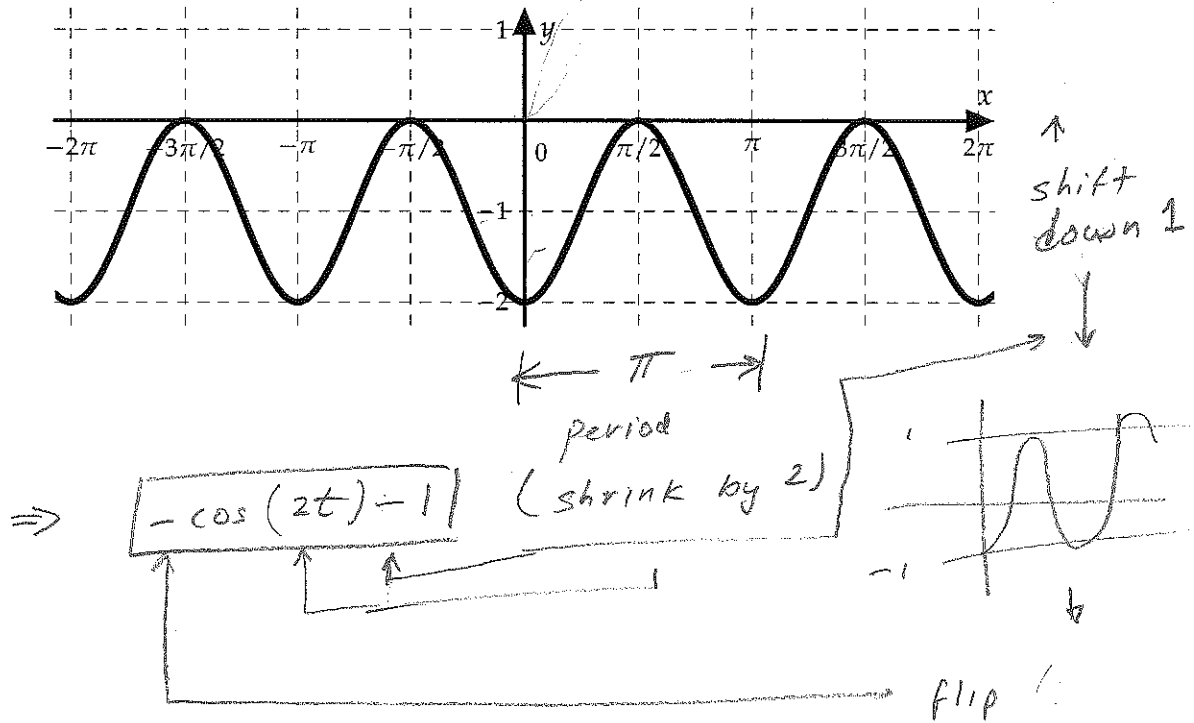 1 y
x
−2π −3π/2 −π −π/2 0 π/2 π 3π/2 2π
−1
−2
↑
shift
down 1
↓
π
period
(shrink by 2)
⇒ -cos(2t)-1
1
-1
flip